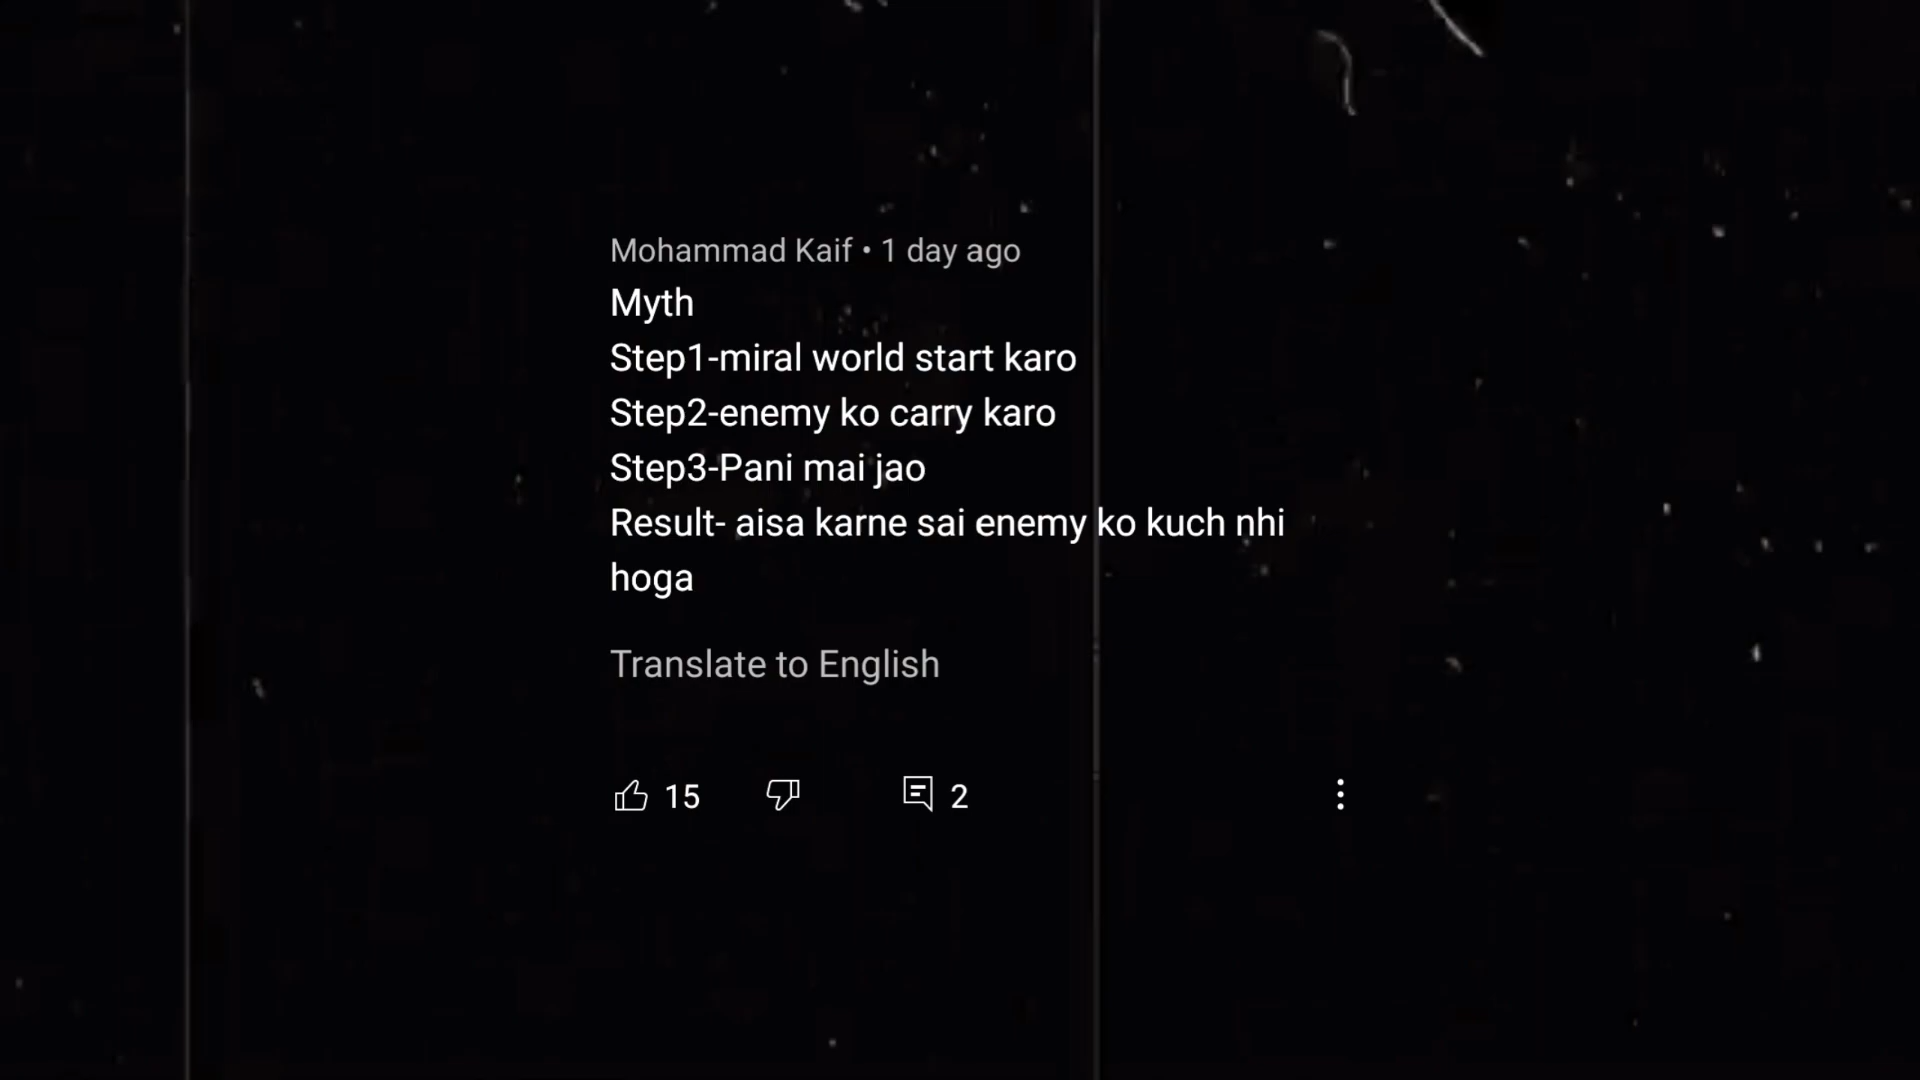 Mohammad Kaif • 1 day ago
Myth
Step1-miral world start karo
Step2-enemy ko carry karo
Step3-Pani mai jao
Result- aisa karne sai enemy ko kuch nhi
hoga
Translate to English
15 2